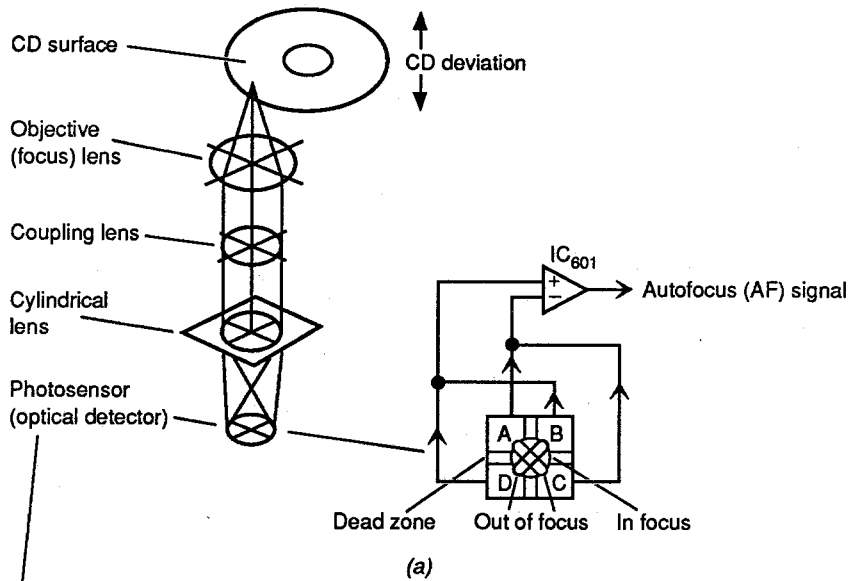 CD surface
CD deviation
Objective
(focus) lens
Coupling lens
Cylindrical
lens
Photosensor
(optical detector)
IC601
+
−
Autofocus (AF) signal
A B
D C
Dead zone
Out of focus
In focus
(a)